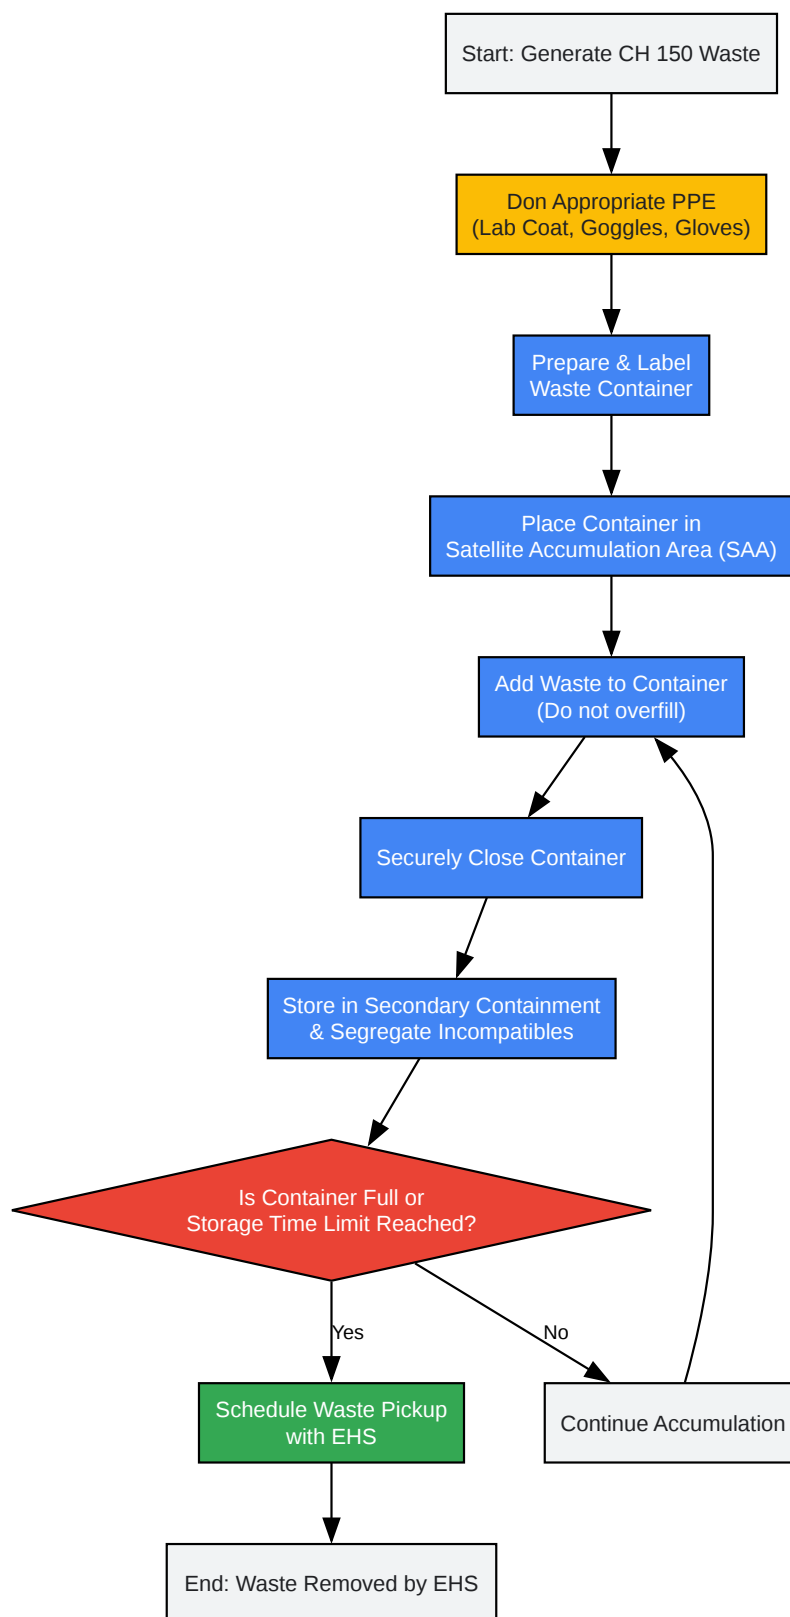 Start: Generate CH 150 Waste
Don Appropriate PPE
(Lab Coat, Goggles, Gloves)
Prepare & Label
Waste Container
Place Container in
Satellite Accumulation Area (SAA)
Add Waste to Container
(Do not overfill)
Securely Close Container
Store in Secondary Containment
& Segregate Incompatibles
Is Container Full or
Storage Time Limit Reached?
Yes
No
Schedule Waste Pickup
with EHS
Continue Accumulation
End: Waste Removed by EHS